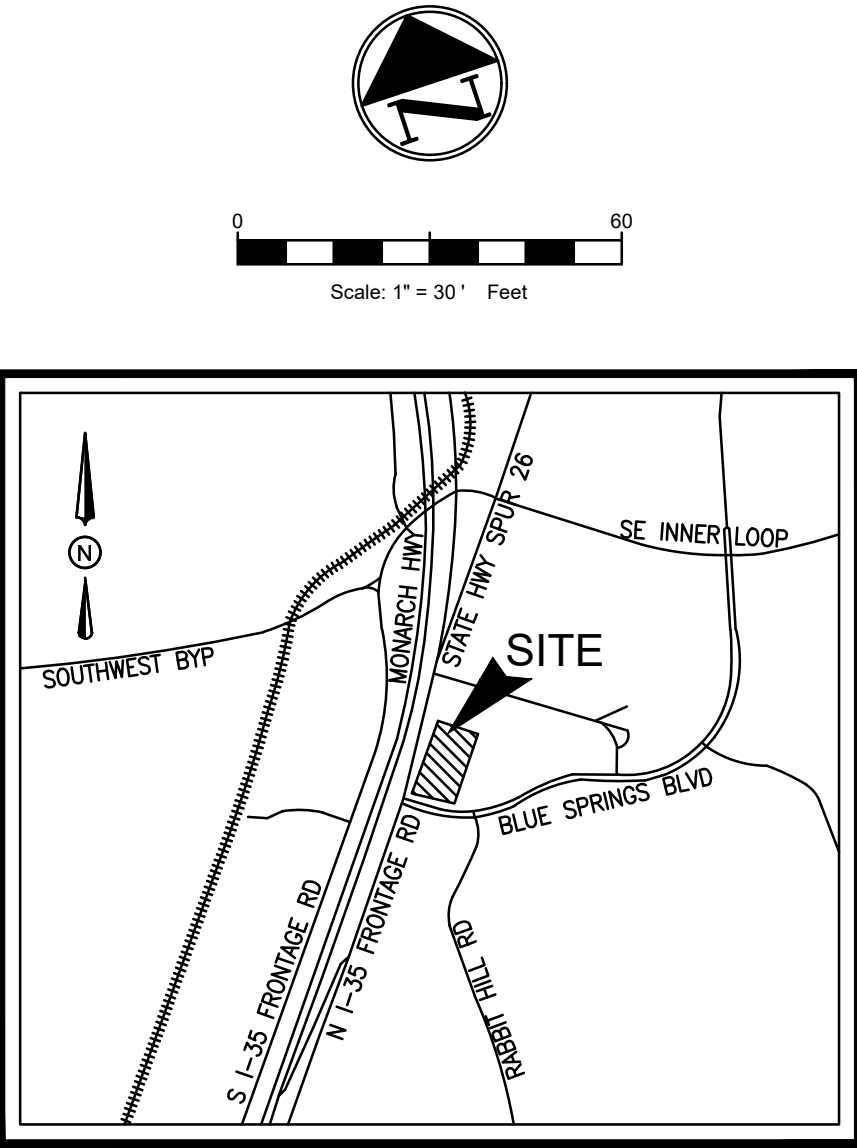 N
0 60
Scale: 1" = 30 ' Feet
N
SE INNER LOOP
STATE HWY SPUR 26
MONARCH HWY
SITE
SOUTHWEST BYP
BLUE SPRINGS BLVD
N I-35 FRONTAGE RD
S I-35 FRONTAGE RD
RABBIT HILL RD